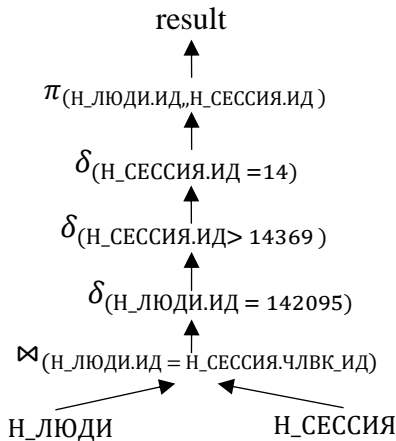 result
π(Н_ЛЮДИ.ИД,,Н_СЕССИЯ.ИД )
δ(Н_СЕССИЯ.ИД =14)
δ(Н_СЕССИЯ.ИД> 14369 )
δ(Н_ЛЮДИ.ИД = 142095)
⋈(Н_ЛЮДИ.ИД = Н_СЕССИЯ.ЧЛВК_ИД)
Н_ЛЮДИ Н_СЕССИЯ